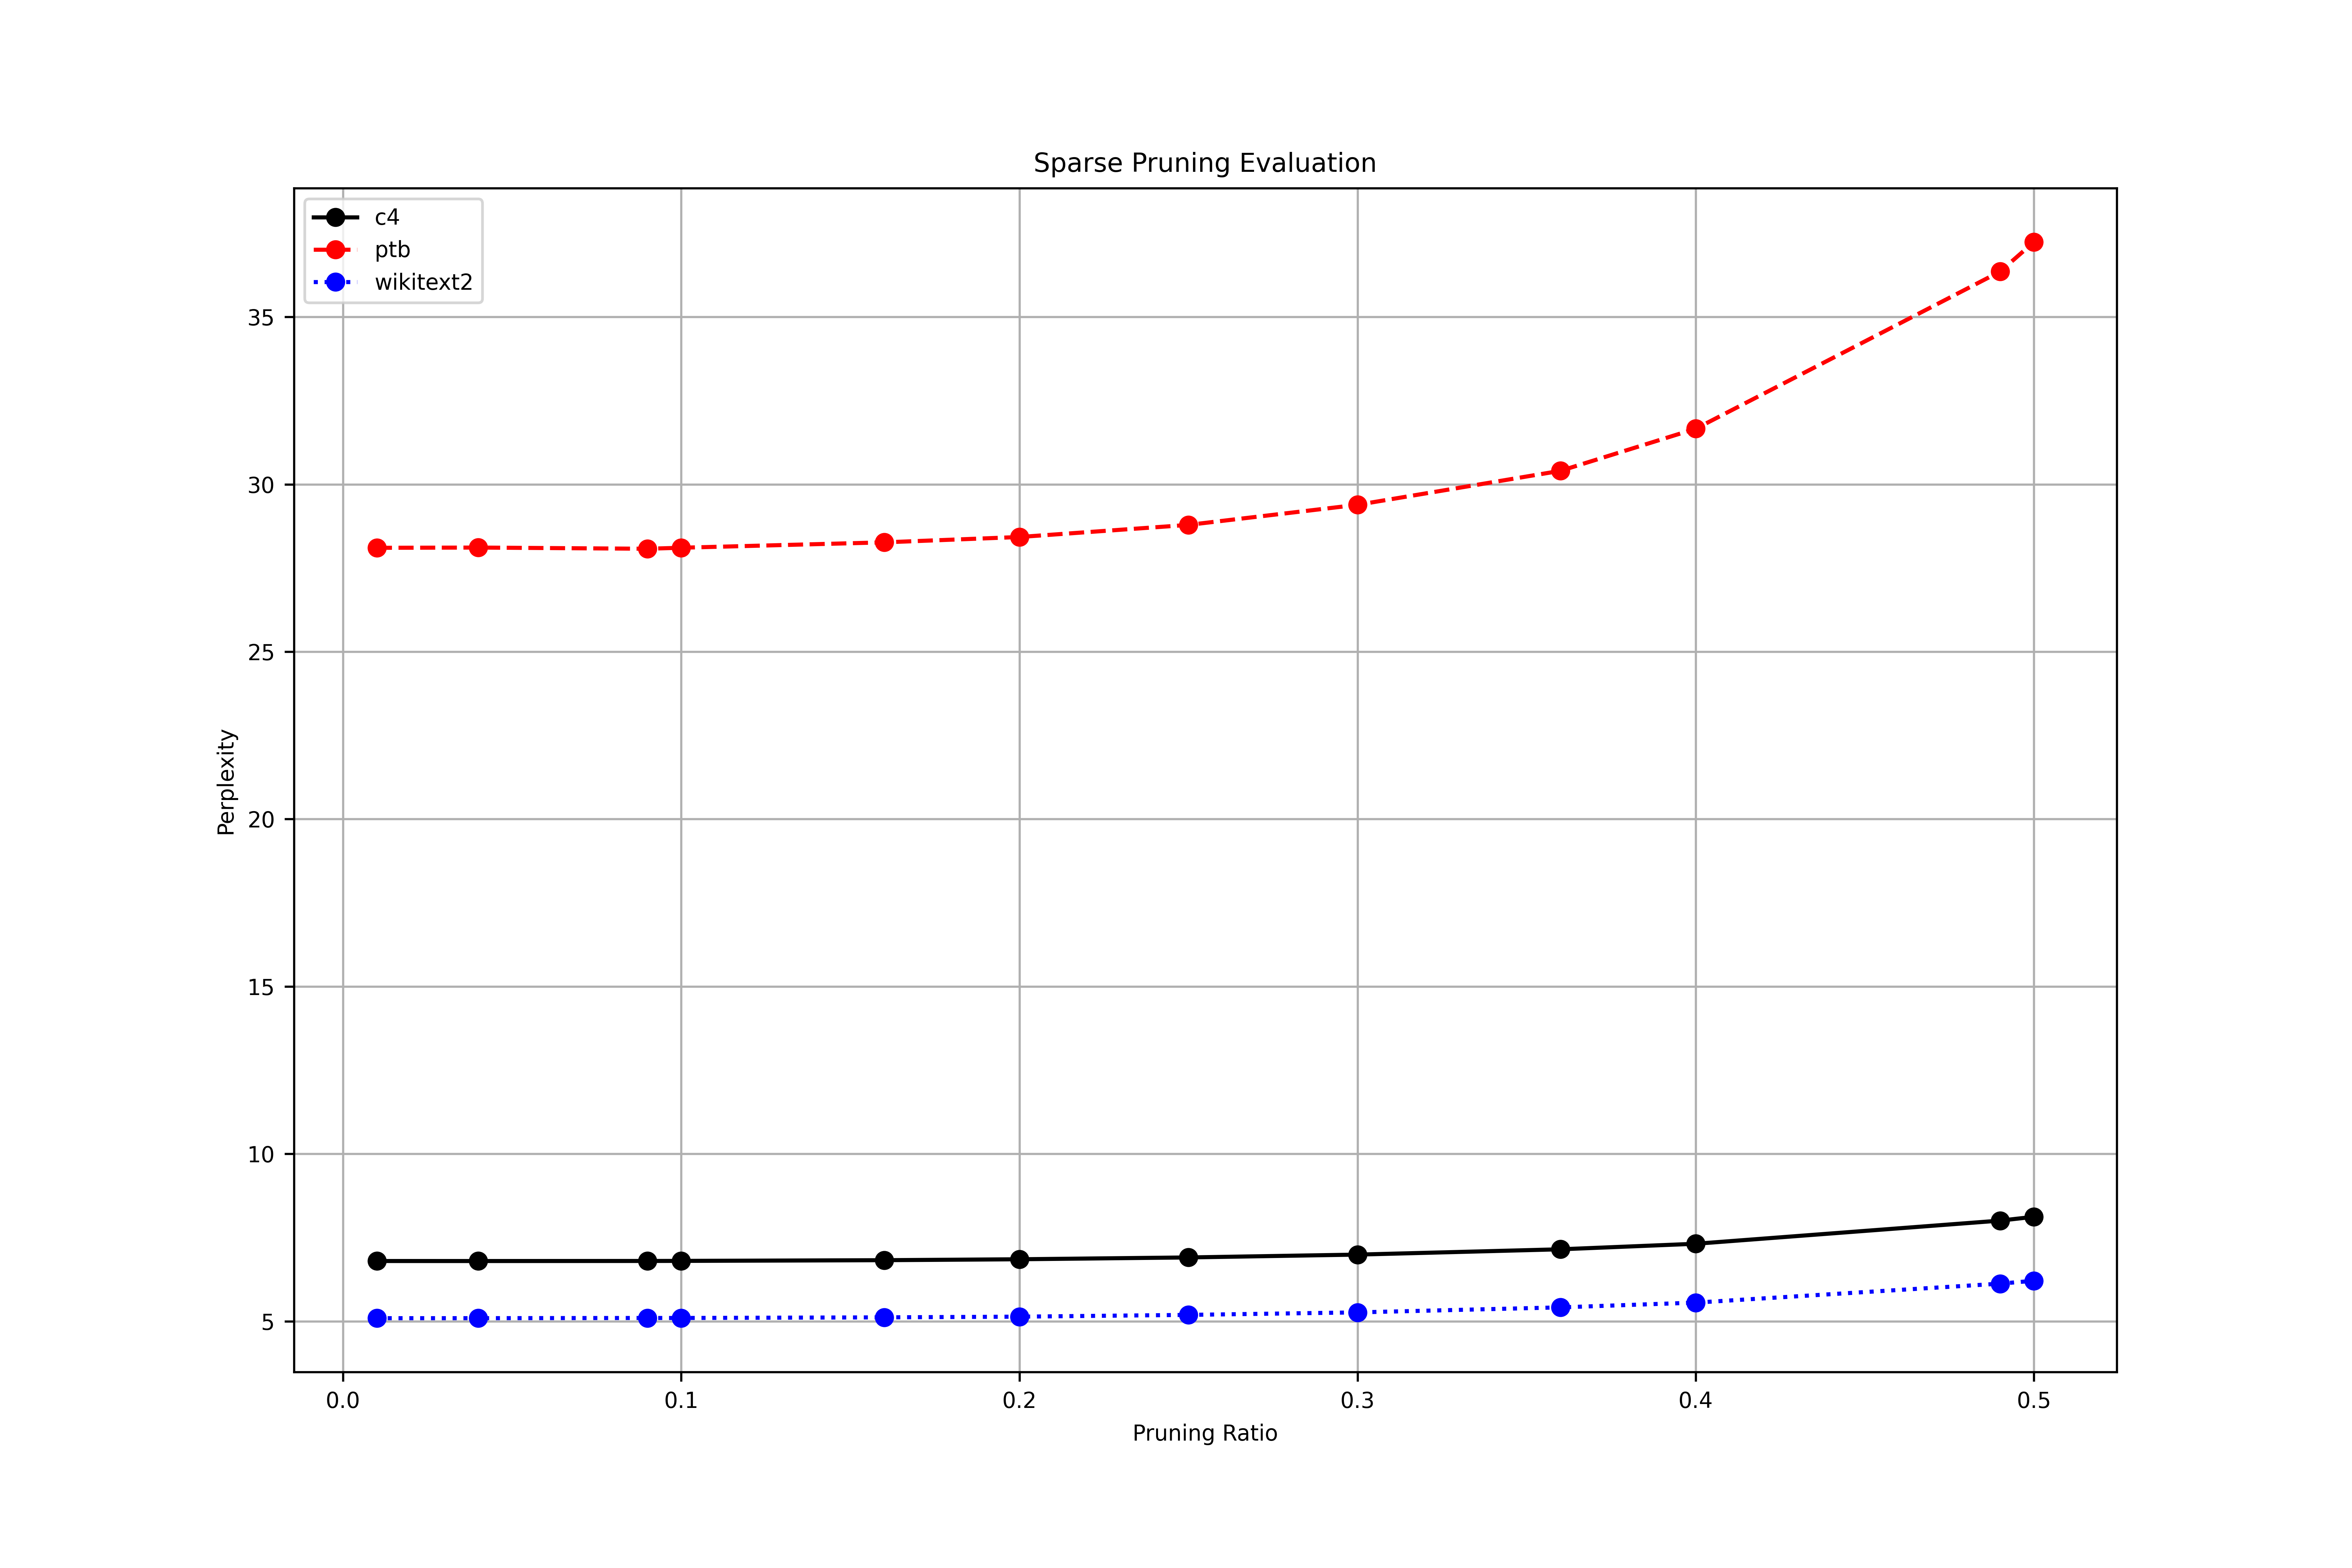 Sparse Pruning Evaluation
c4
ptb
wikitext2
35
30
25
20
15
10
5
Perplexity
0.0 0.1 0.2 0.3 0.4 0.5
Pruning Ratio